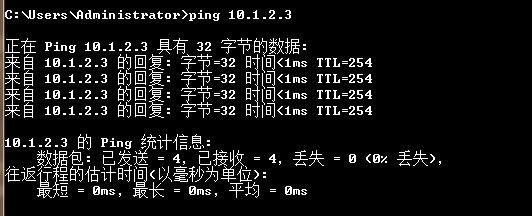 C:\Users\Administrator>ping 10.1.2.3
正在 Ping 10.1.2.3 具有 32 字节的数据:
来自 10.1.2.3 的回复: 字节=32 时间<1ms TTL=254
来自 10.1.2.3 的回复: 字节=32 时间<1ms TTL=254
来自 10.1.2.3 的回复: 字节=32 时间<1ms TTL=254
来自 10.1.2.3 的回复: 字节=32 时间<1ms TTL=254
10.1.2.3 的 Ping 统计信息:
数据包: 已发送 = 4, 已接收 = 4, 丢失 = 0 (0% 丢失),
往返行程的估计时间(以毫秒为单位):
最短 = 0ms, 最长 = 0ms, 平均 = 0ms